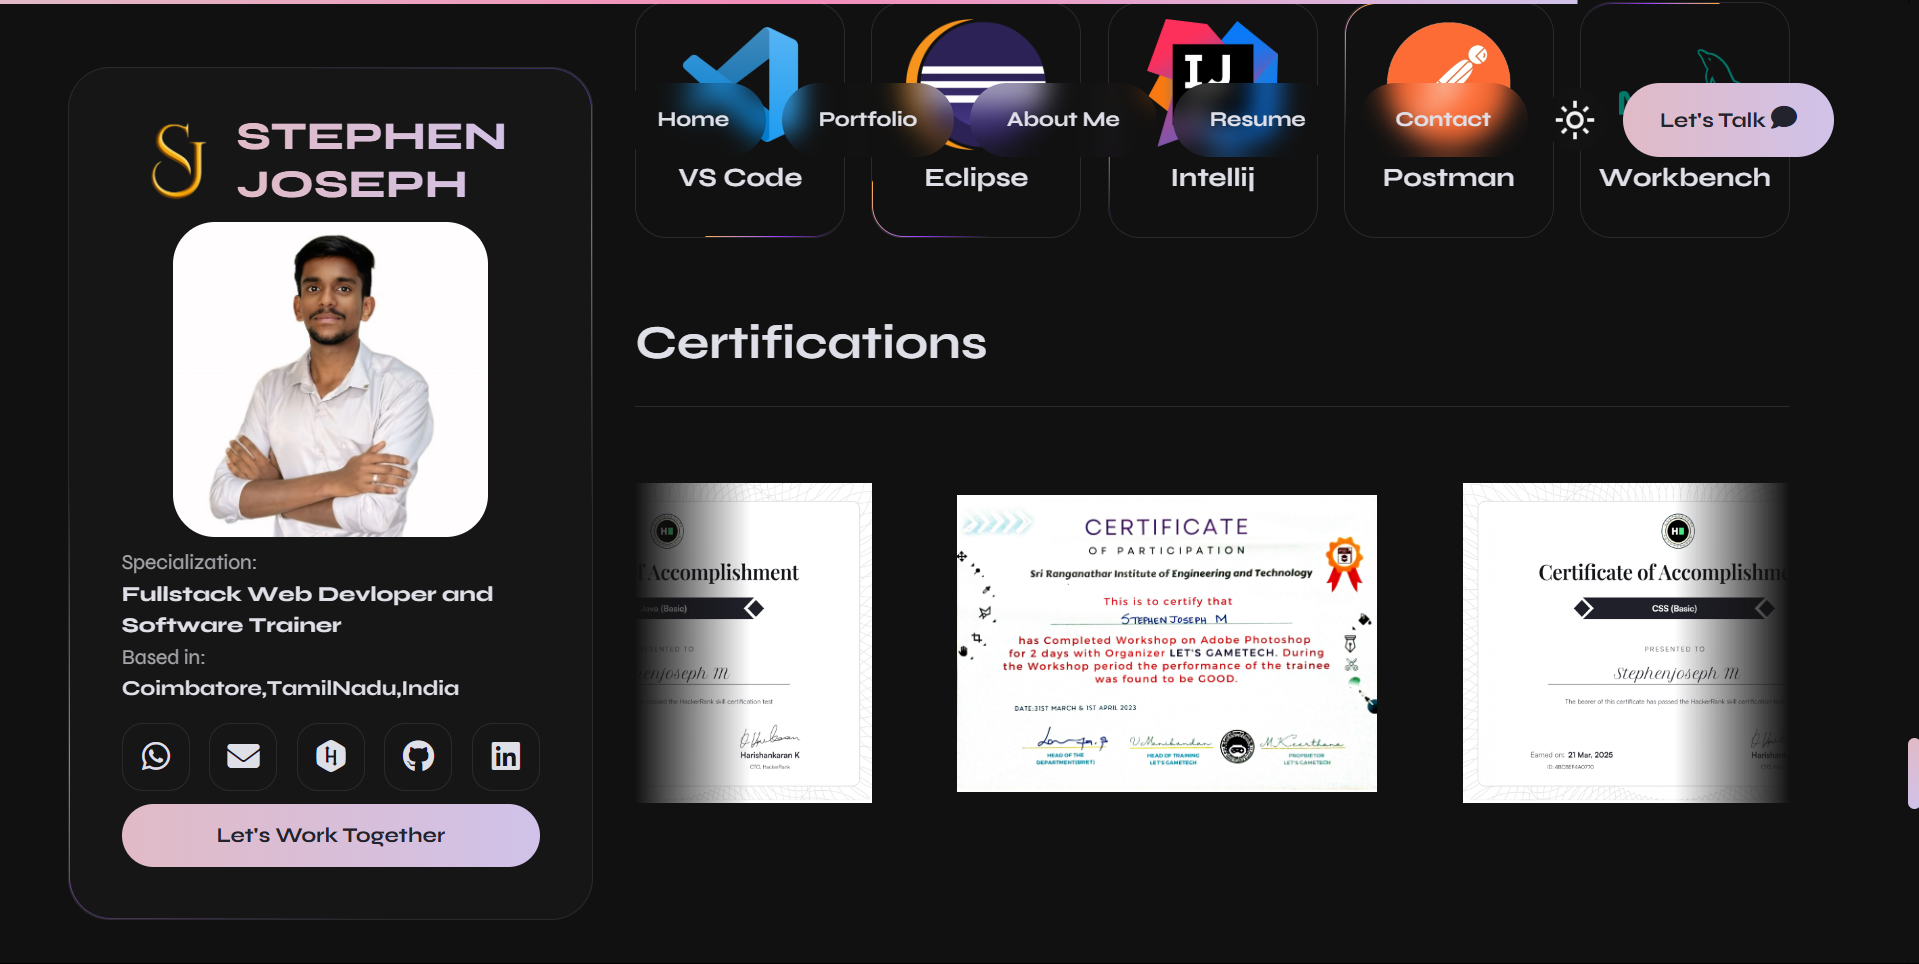 STEPHEN
JOSEPH
Specialization:
Fullstack Web Devloper and
Software Trainer
Based in:
Coimbatore,TamilNadu,India
Let's Work Together
Home
Portfolio
About Me
Resume
Contact
Let's Talk
IJ
VS Code
Eclipse
Intellij
Postman
Workbench
Certifications
f Accomplishment
Java (Basic)
enjoseph M
passed the HackerRank skill certification test
Harishankaran K
CTO, HackerRank
CERTIFICATE
OF PARTICIPATION
Sri Ranganathar Institute of Engineering and Technology
This is to certify that
STEPHEN JOSEPH M
has Completed Workshop on Adobe Photoshop
for 2 days with Organizer LET'S GAMETECH. During
the Workshop period the performance of the trainee
was found to be GOOD.
DATE:31ST MARCH & 1ST APRIL 2023
HEAD OF THE
DEPARTMENT(SRIET)
HEAD OF TRAINING
LET'S GAMETECH
M.Keerthana
PROPRIETOR
LET'S GAMETECH
Certificate of Accomplishme
CSS (Basic)
PRESENTED TO
Stephenjoseph M
The bearer of this certificate has passed the HackerRank skill certification
Earned on: 21 Mar, 2025
Harish